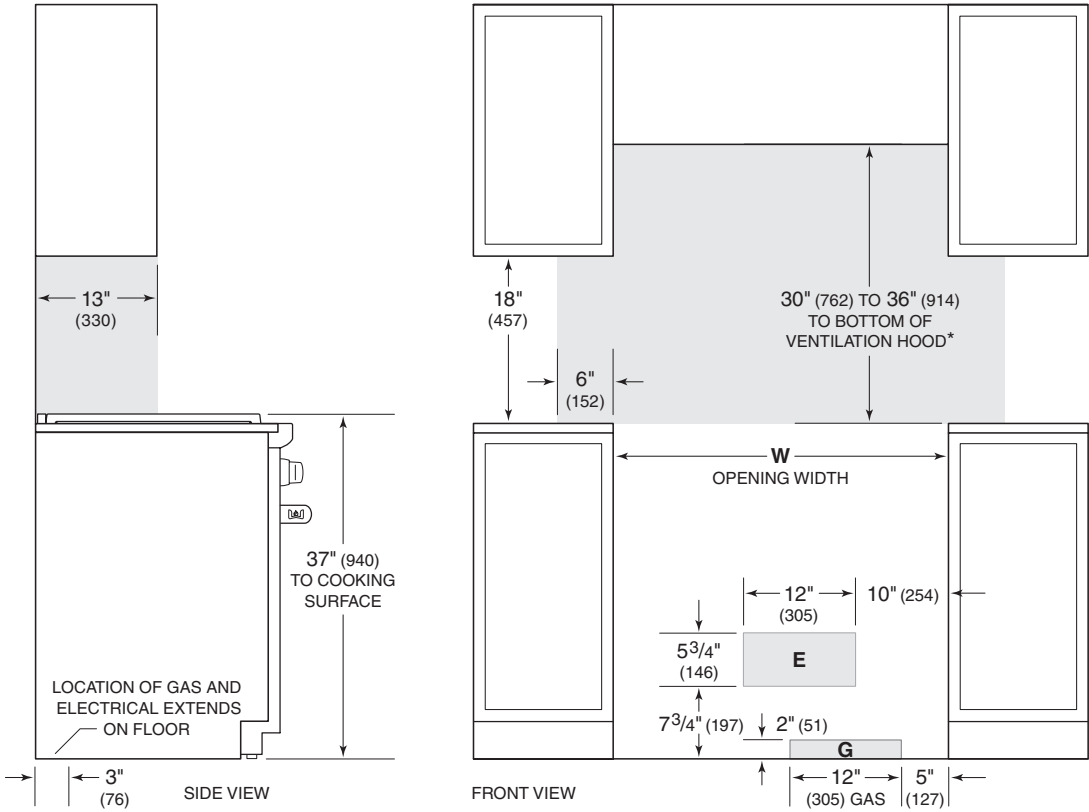 13"
(330)
18"
(457)
30" (762) TO 36" (914)
TO BOTTOM OF
VENTILATION HOOD*
6"
(152)
W
OPENING WIDTH
37" (940)
TO COOKING
SURFACE
12"
(305)
10" (254)
5 3/4"
(146)
E
LOCATION OF GAS AND
ELECTRICAL EXTENDS
ON FLOOR
7 3/4" (197)
2" (51)
G
3"
(76)
SIDE VIEW
FRONT VIEW
12"
(305) GAS
5"
(127)